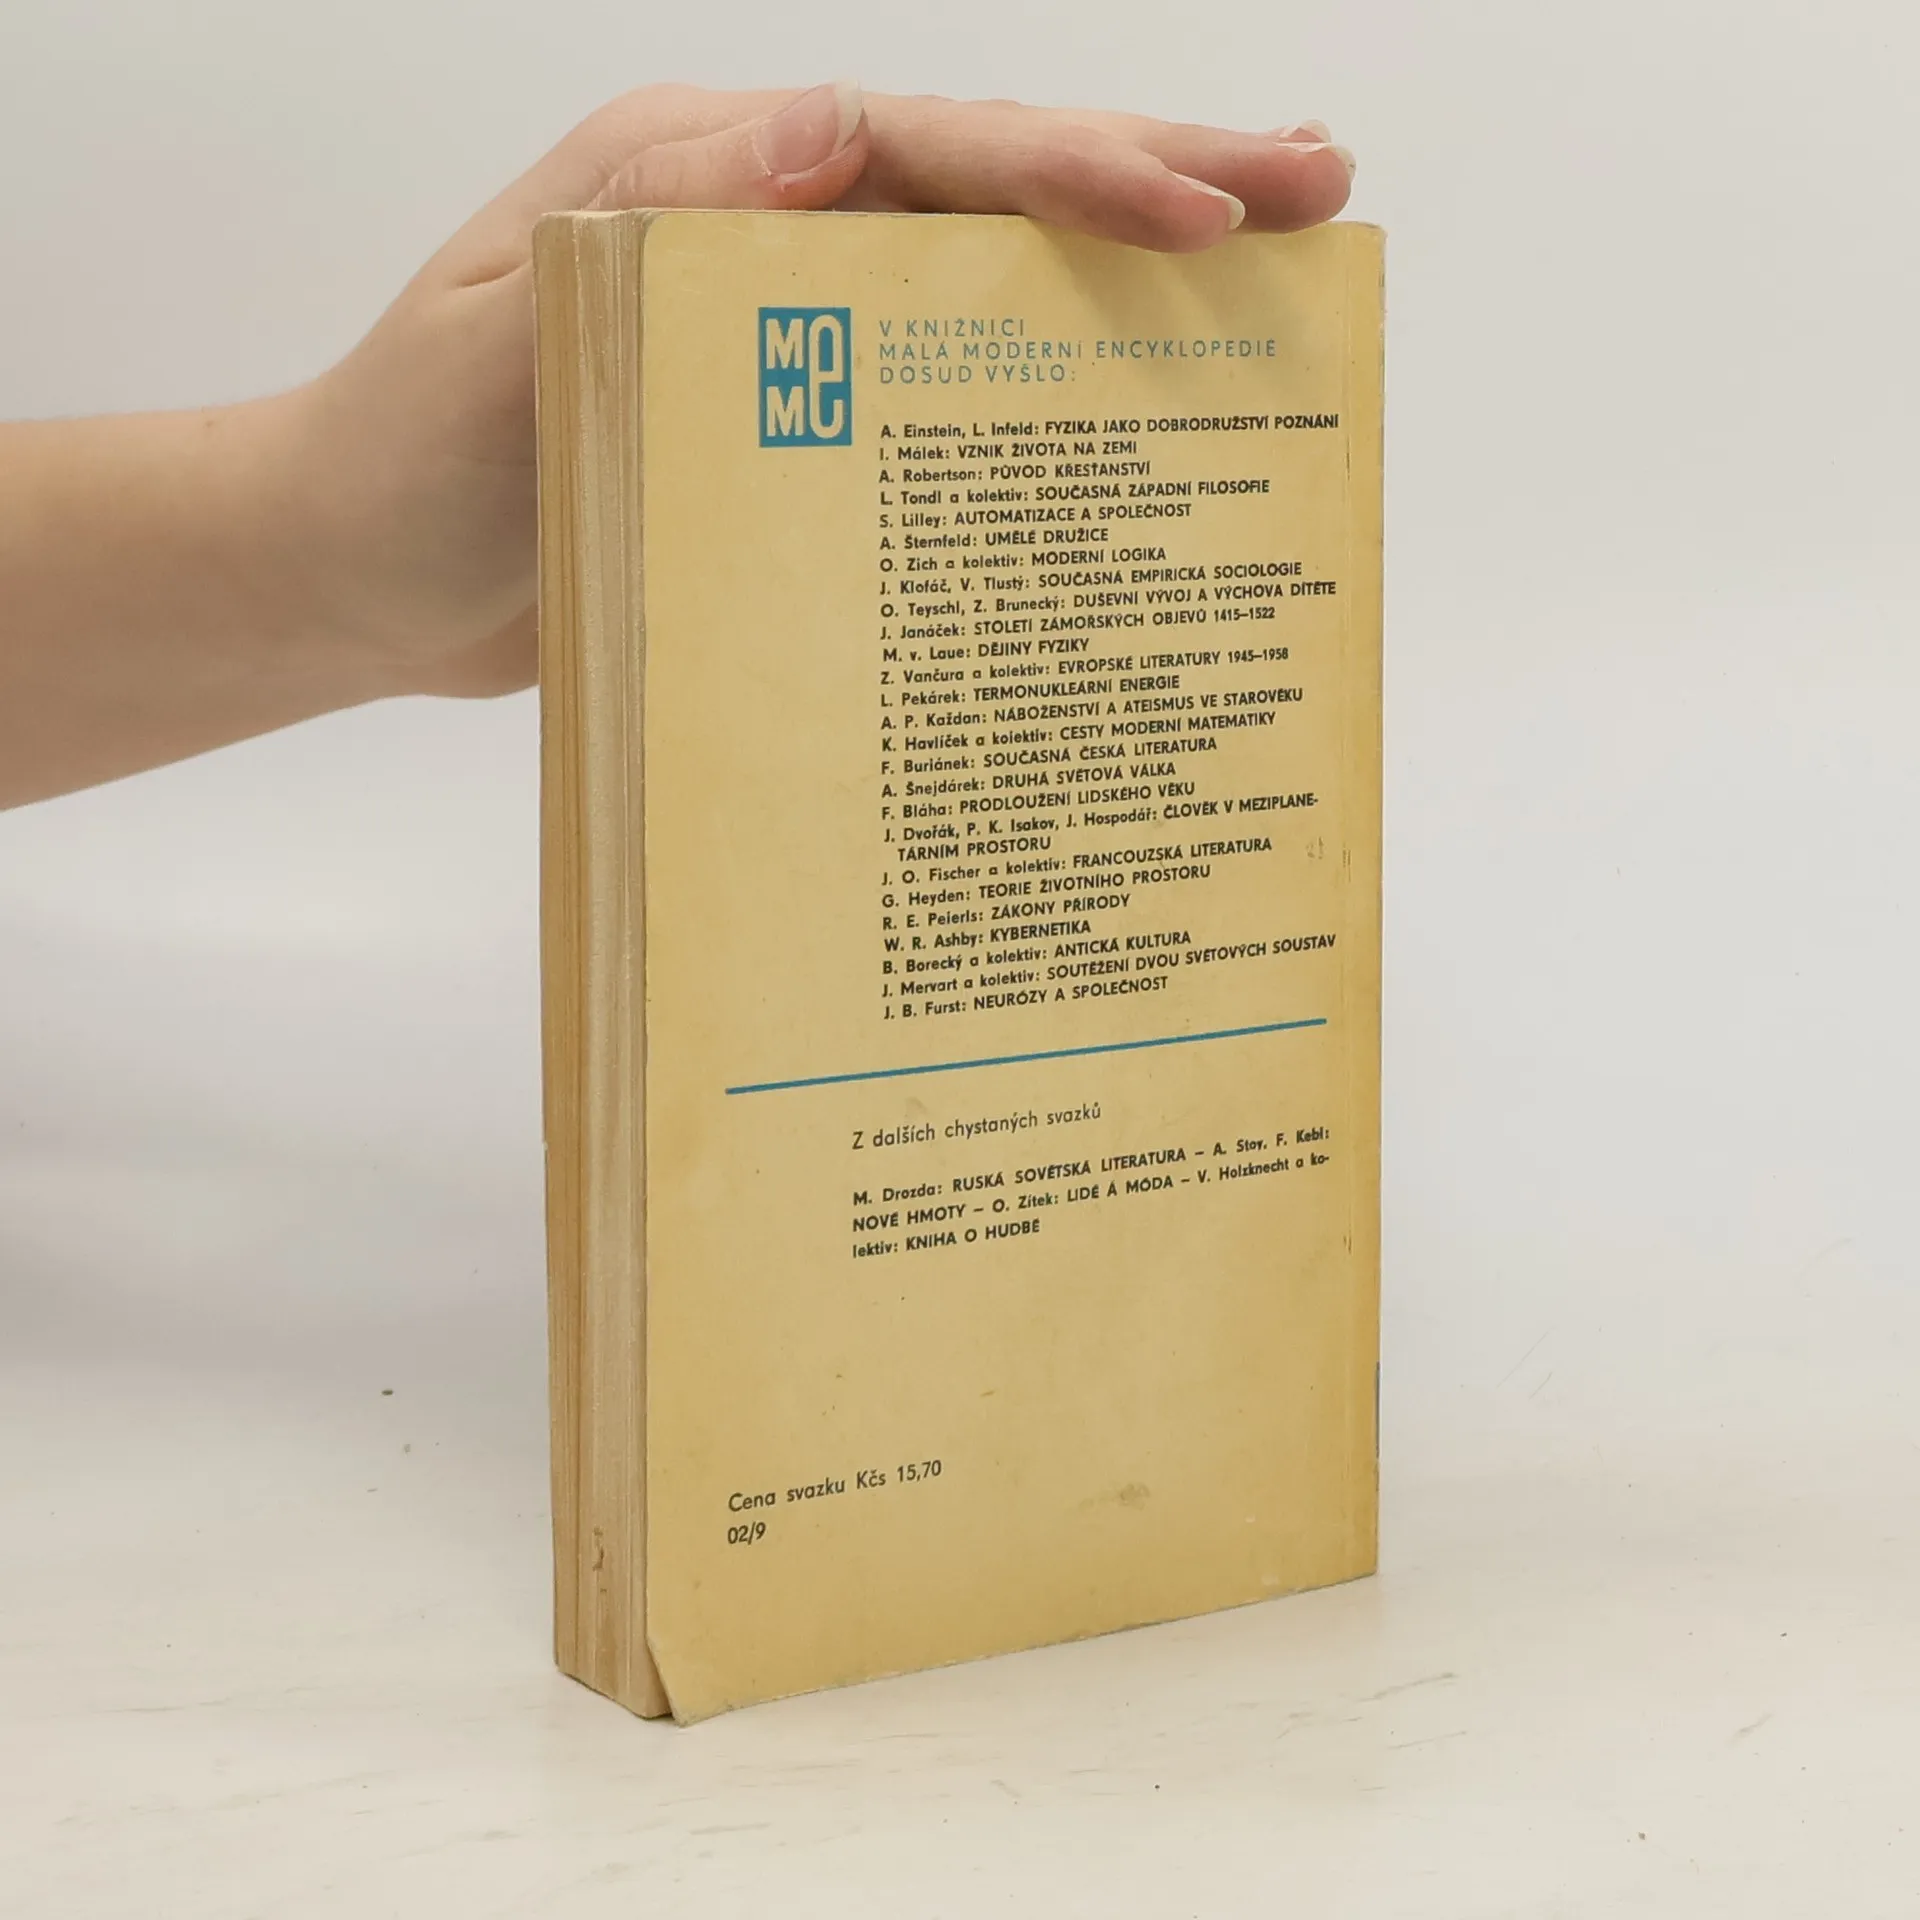 MeMe
V KNIŽNICI
MALÁ MODERNÍ ENCYKLOPEDIE
DOSUD VYŠLO:
A. Einstein, L. Infeld: FYZIKA JAKO DOBRODRUŽSTVÍ POZNÁNÍ
I. Málek: VZNIK ŽIVOTA NA ZEMI
A. Robertson: PŮVOD KŘESŤANSTVÍ
L. Tondl a kolektiv: SOUČASNÁ ZÁPADNÍ FILOSOFIE
S. Lilley: AUTOMATIZACE A SPOLEČNOST
A. Šternfeld: UMĚLÉ DRUŽICE
O. Zich a kolektiv: MODERNÍ LOGIKA
J. Klofáč, V. Tlustý: SOUČASNÁ EMPIRICKÁ SOCIOLOGIE
O. Teyschl, Z. Brunecký: DUŠEVNÍ VÝVOJ A VÝCHOVA DÍTĚTE
J. Janáček: STOLETÍ ZÁMOŘSKÝCH OBJEVŮ 1415–1522
M. v. Laue: DĚJINY FYZIKY
Z. Vančura a kolektiv: EVROPSKÉ LITERATURY 1945–1958
L. Pekárek: TERMONUKLEÁRNÍ ENERGIE
A. P. Každan: NÁBOŽENSTVÍ A ATEISMUS VE STAROVĚKU
K. Havlíček a kolektiv: CESTY MODERNÍ MATEMATIKY
F. Buriánek: SOUČASNÁ ČESKÁ LITERATURA
A. Šnejdárek: DRUHÁ SVĚTOVÁ VÁLKA
F. Bláha: PRODLOUŽENÍ LIDSKÉHO VĚKU
J. Dvořák, P. K. Isakov, J. Hospodář: ČLOVĚK V MEZIPLANE-
TÁRNÍM PROSTORU
J. O. Fischer a kolektiv: FRANCOUZSKÁ LITERATURA
G. Heyden: TEORIE ŽIVOTNÍHO PROSTORU
R. E. Peierls: ZÁKONY PŘÍRODY
W. R. Ashby: KYBERNETIKA
B. Borecký a kolektiv: ANTICKÁ KULTURA
J. Mervart a kolektiv: SOUTĚŽENÍ DVOU SVĚTOVÝCH SOUSTAV
J. B. Furst: NEURÓZY A SPOLEČNOST
Z dalších chystaných svazků
M. Drozda: RUSKÁ SOVĚTSKÁ LITERATURA – A. Stoy, F. Kebl:
NOVÉ HMOTY – O. Zítek: LIDÉ A MÓDA – V. Holzknecht a ko-
lektiv: KNIHA O HUDBĚ
Cena svazku Kčs 15,70
02/9